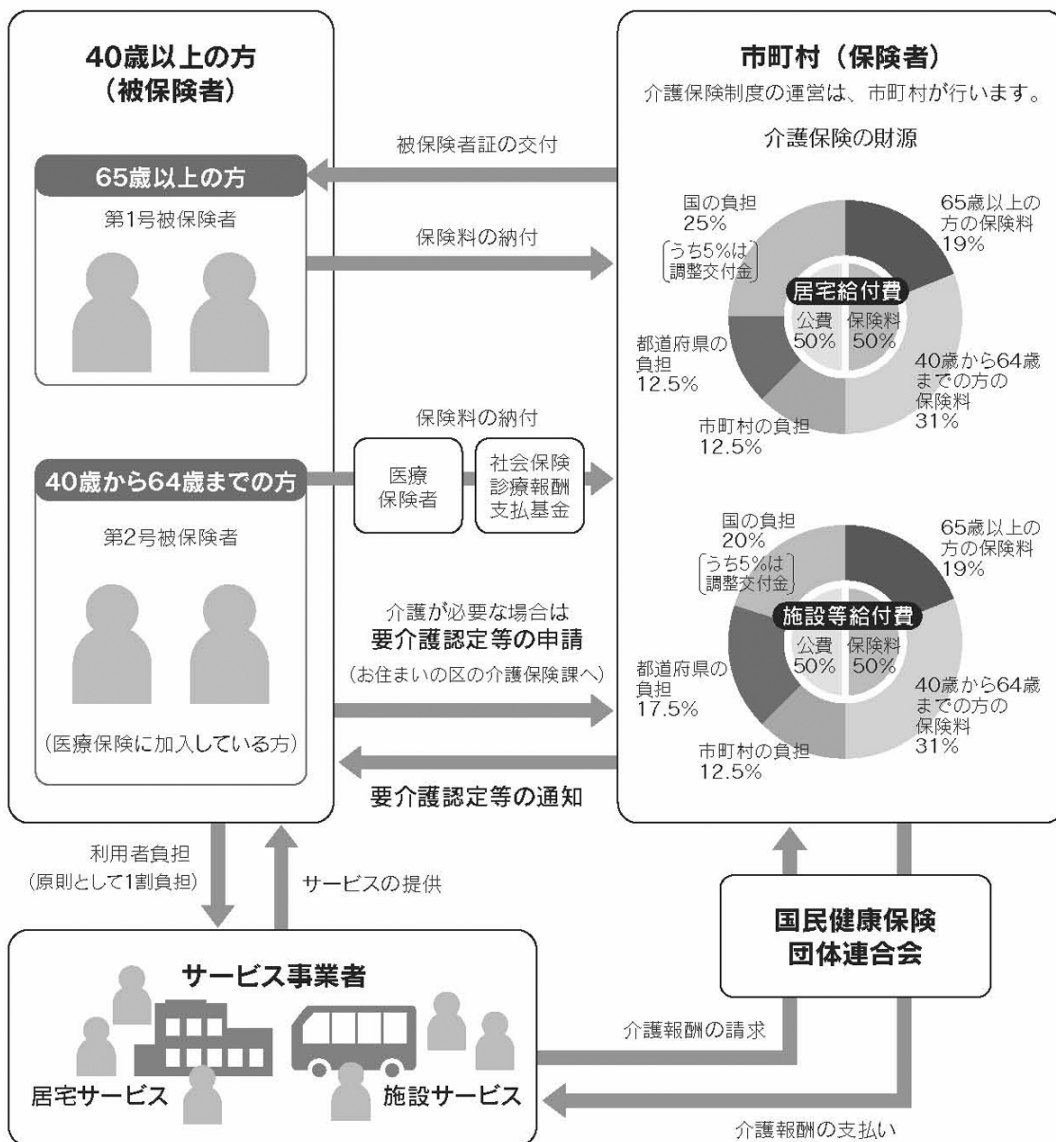 40歳以上の方
（被保険者）
65歳以上の方
第1号被保険者
40歳から64歳までの方
第2号被保険者
（医療保険に加入している方）
被保険者証の交付
保険料の納付
保険料の納付
医療
保険者
社会保険
診療報酬
支払基金
介護が必要な場合は
要介護認定等の申請
（お住まいの区の介護保険課へ）
要介護認定等の通知
市町村（保険者）
介護保険制度の運営は、市町村が行います。
介護保険の財源
国の負担
25%
［うち5%は
調整交付金］
65歳以上の
方の保険料
19%
居宅給付費
公費
50%
保険料
50%
都道府県の
負担
12.5%
市町村の負担
12.5%
40歳から64歳
までの方の
保険料
31%
国の負担
20%
［うち5%は
調整交付金］
65歳以上の
方の保険料
19%
施設等給付費
公費
50%
保険料
50%
都道府県の
負担
17.5%
市町村の負担
12.5%
40歳から64歳
までの方の
保険料
31%
利用者負担
（原則として1割負担）
サービスの提供
国民健康保険
団体連合会
サービス事業者
居宅サービス
施設サービス
介護報酬の請求
介護報酬の支払い